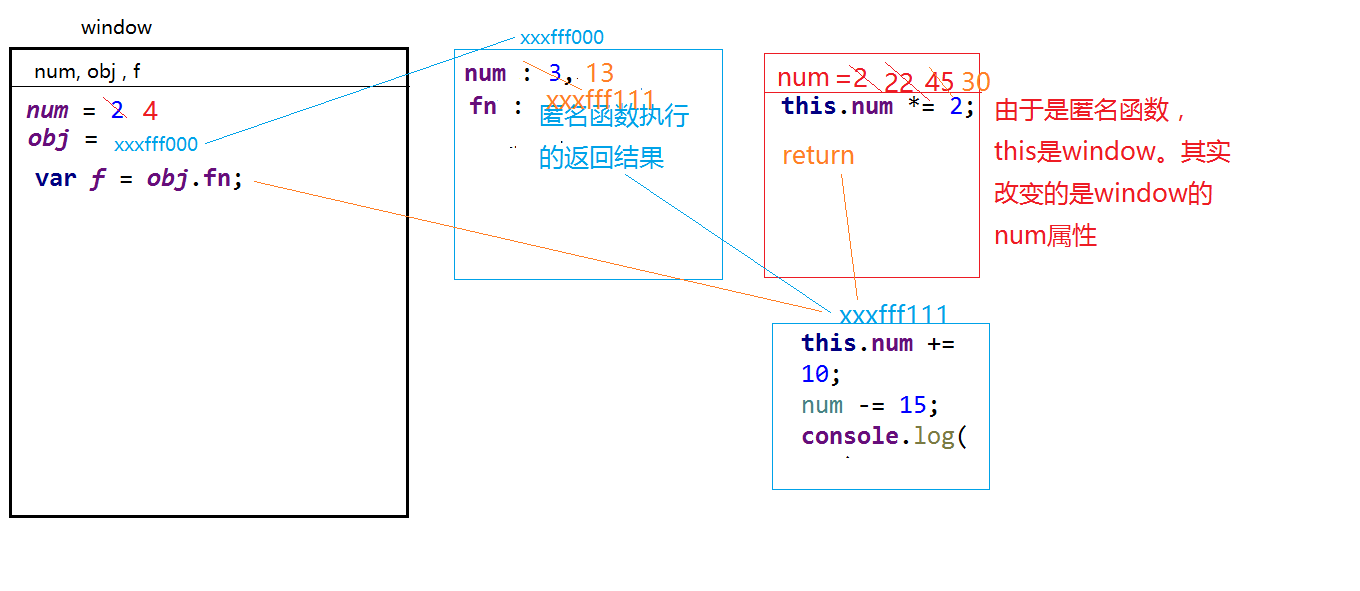 window
num, obj , f
num = 2 4
obj = xxxfff000
var f = obj.fn;
xxxfff000
num : 3, 13
fn : xxxfff111
匿名函数执行
的返回结果
num =2 22 45 30
this.num *= 2;
return
由于是匿名函数，
this是window。其实
改变的是window的
num属性
xxxfff111
this.num +=
10;
num -= 15;
console.log(